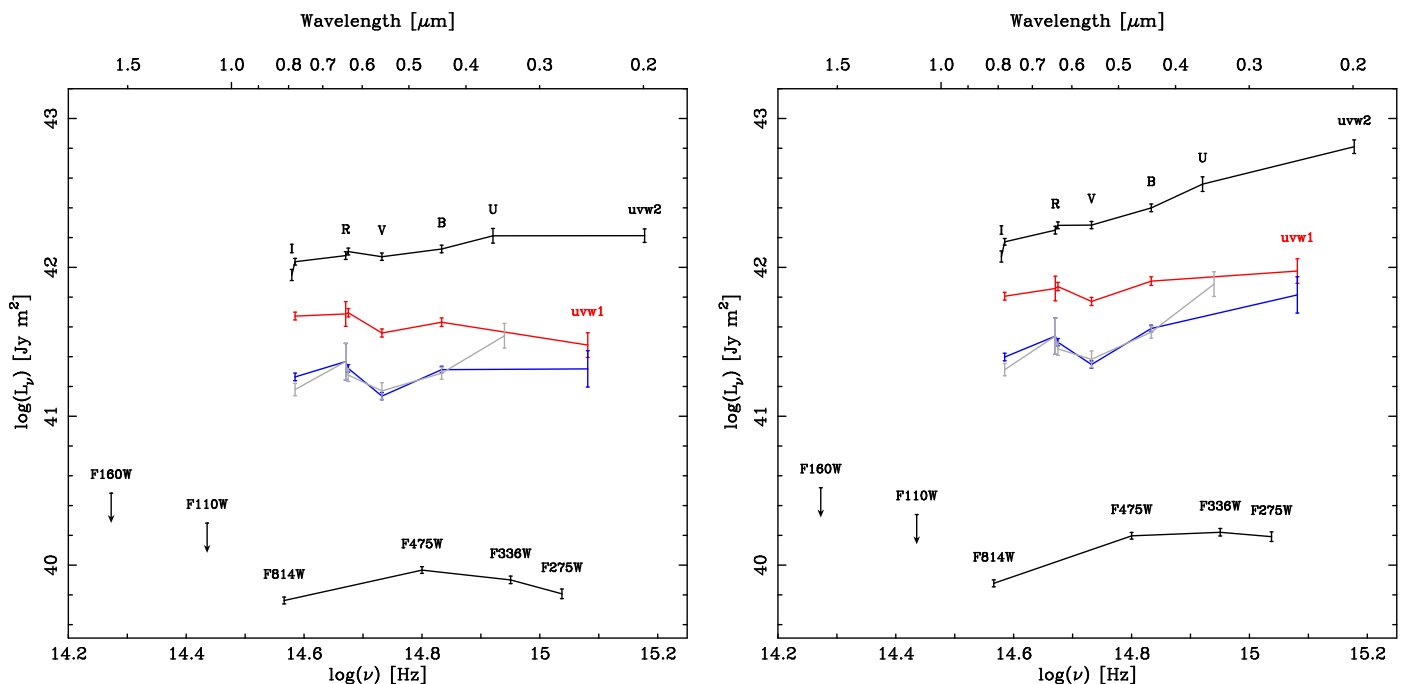 Wavelength [μm]
1.5 1.0 0.8 0.7 0.6 0.5 0.4 0.3 0.2
43
42
41
40
log(Lν) [Jy m²]
I R V B U uvw2
uvw1
F160W
F110W
F814W
F475W
F336W
F275W
14.2 14.4 14.6 14.8 15 15.2
log(ν) [Hz]
Wavelength [μm]
1.5 1.0 0.8 0.7 0.6 0.5 0.4 0.3 0.2
43
42
41
40
log(Lν) [Jy m²]
I R V B U uvw2
uvw1
F160W
F110W
F814W
F475W
F336W
F275W
14.2 14.4 14.6 14.8 15 15.2
log(ν) [Hz]